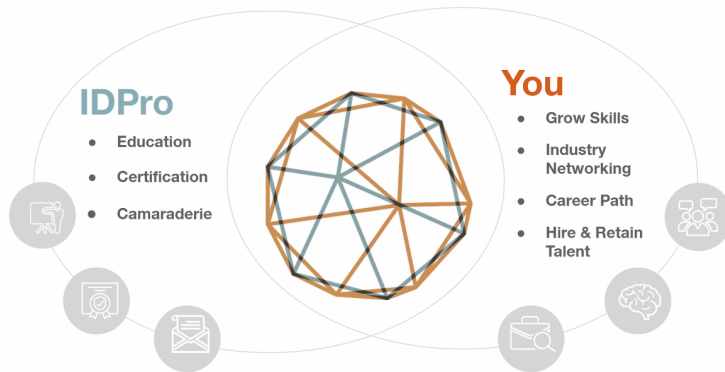 IDPro
• Education
• Certification
• Camaraderie
You
• Grow Skills
• Industry
Networking
• Career Path
• Hire & Retain
Talent